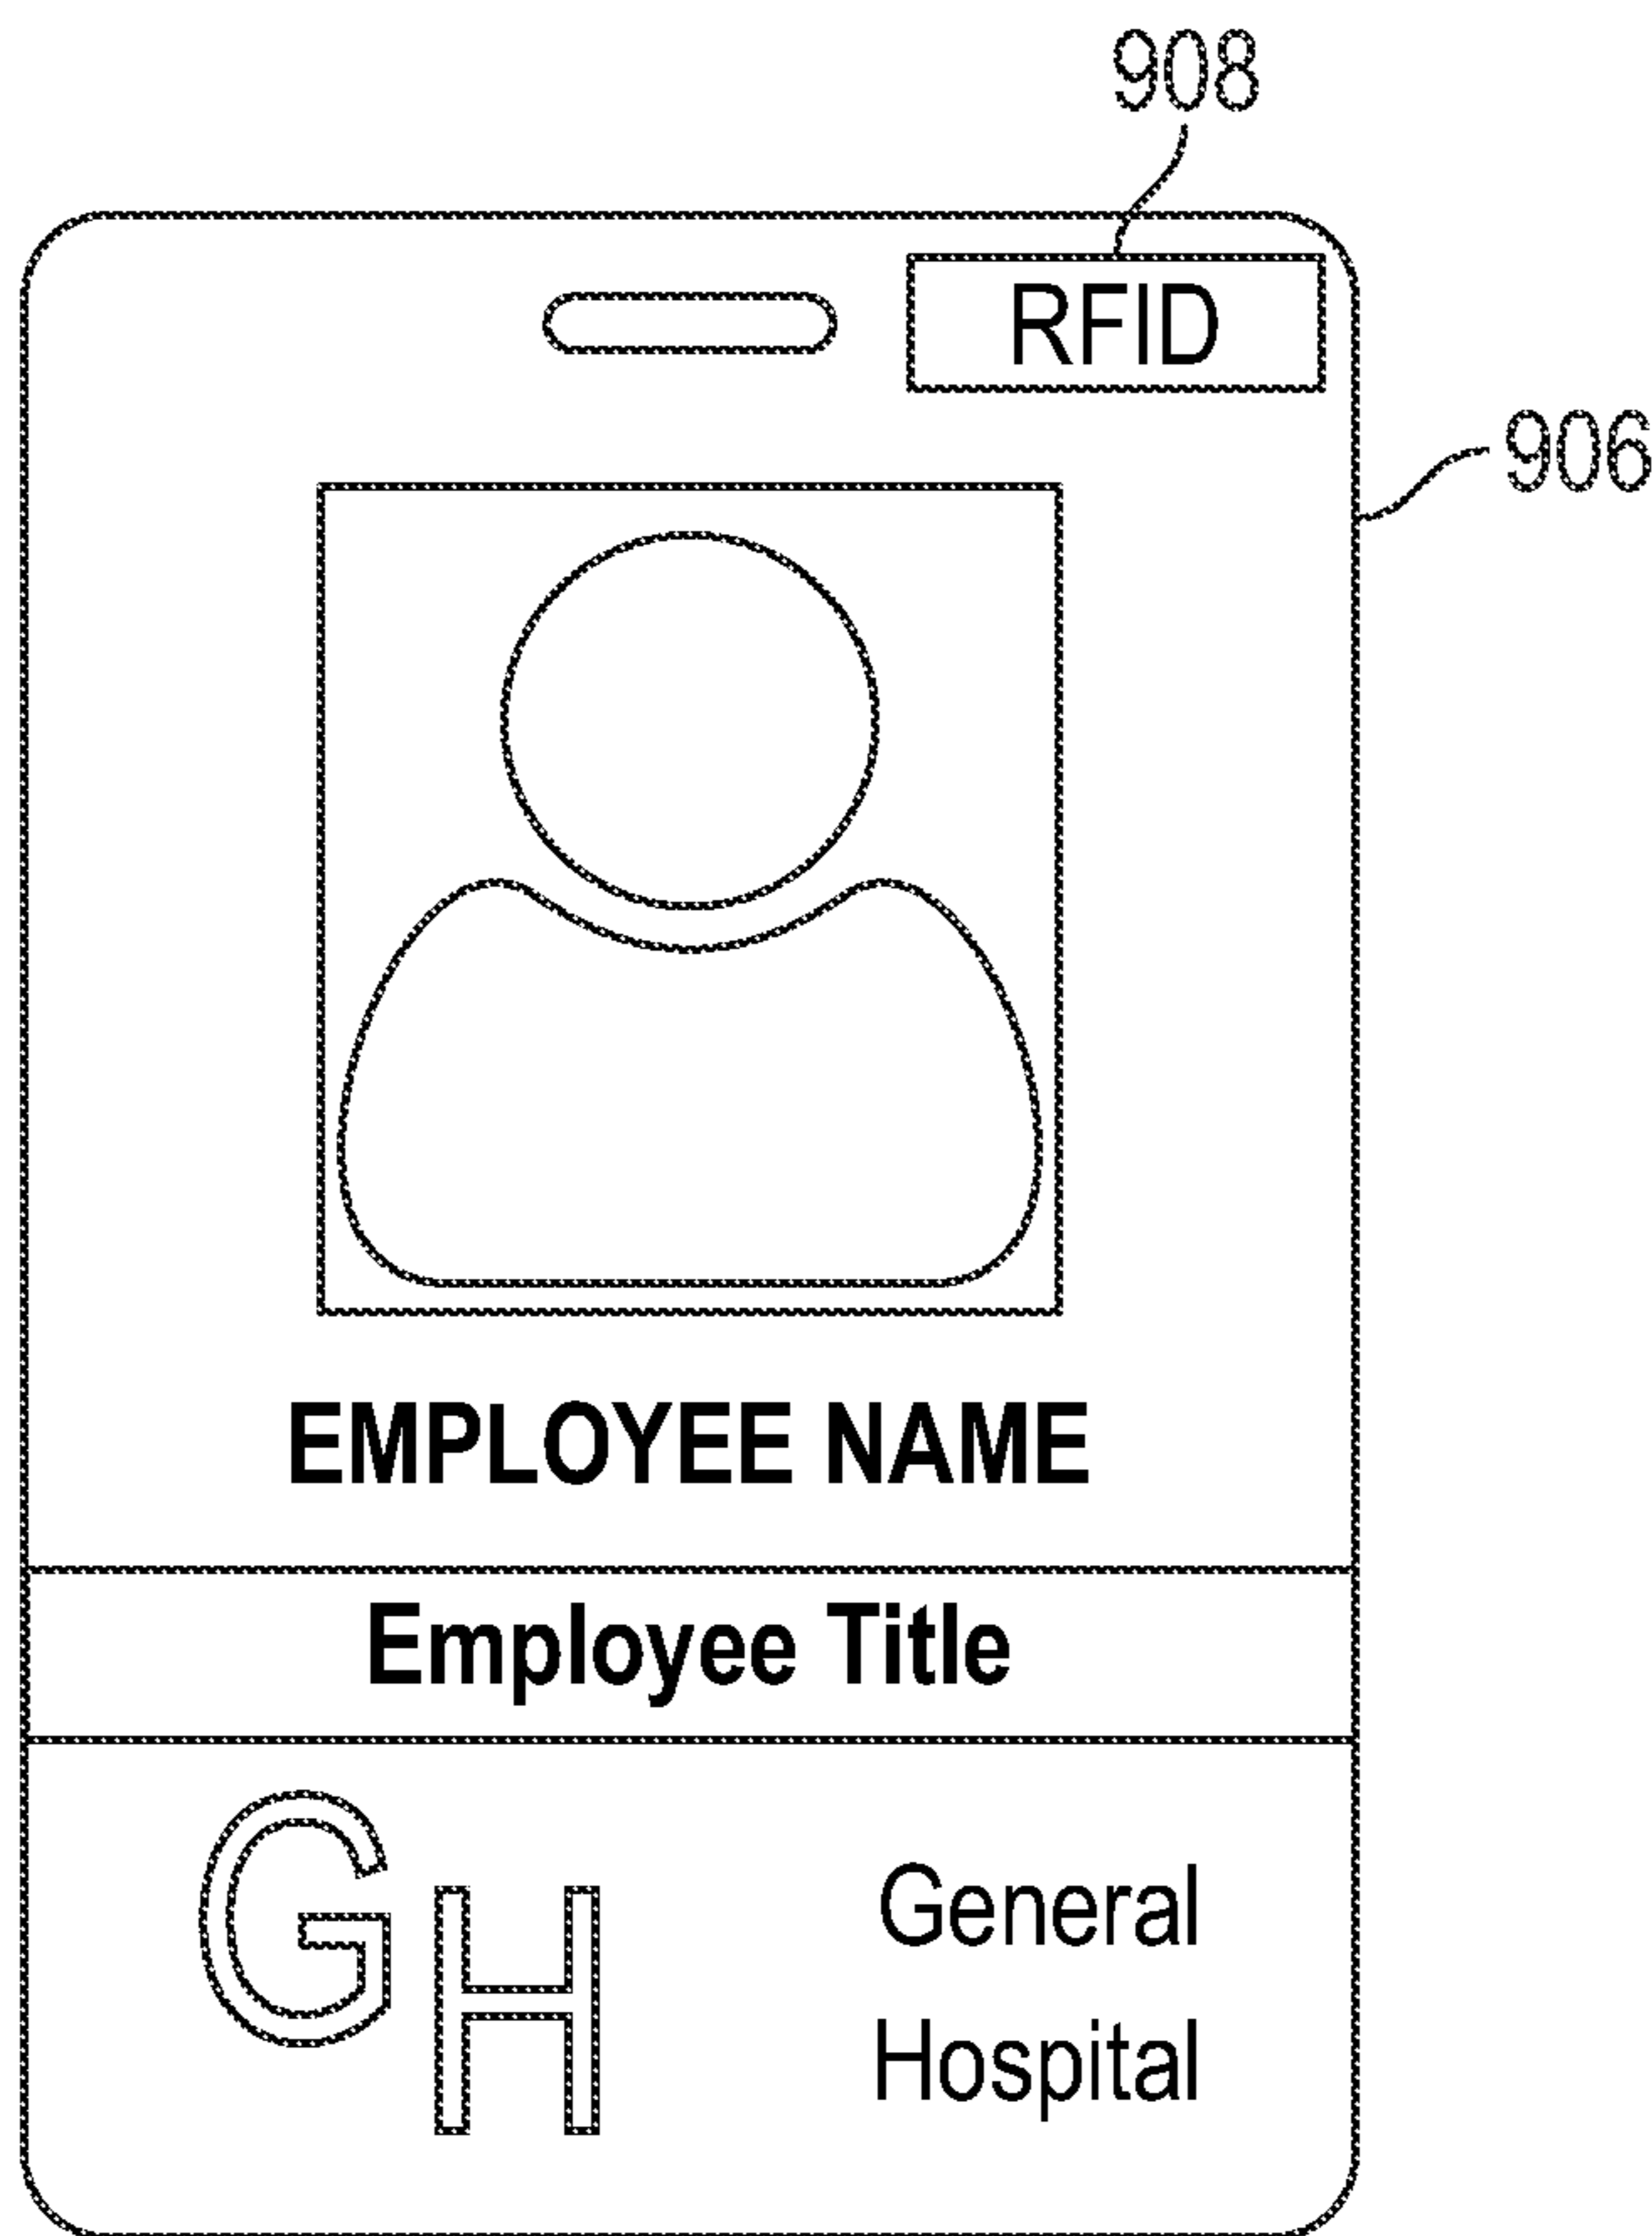 908
RFID
906
EMPLOYEE NAME
Employee Title
GH
General
Hospital